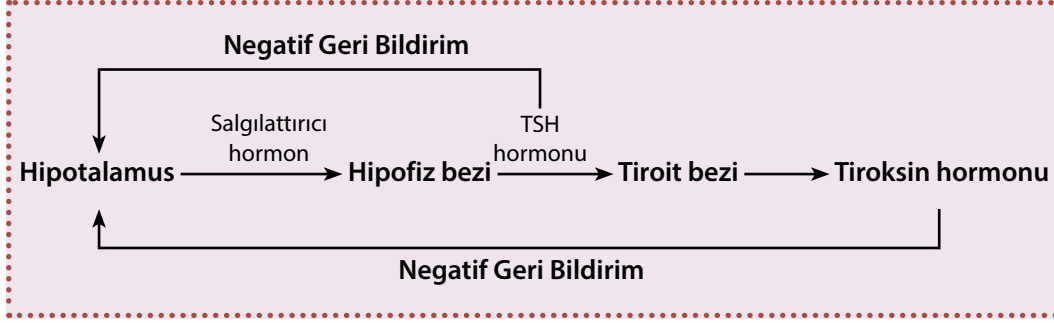 Negatif Geri Bildirim
Salgılattırıcı
hormon
TSH
hormonu
Hipotalamus
Hipofiz bezi
Tiroit bezi
Tiroksin hormonu
Negatif Geri Bildirim